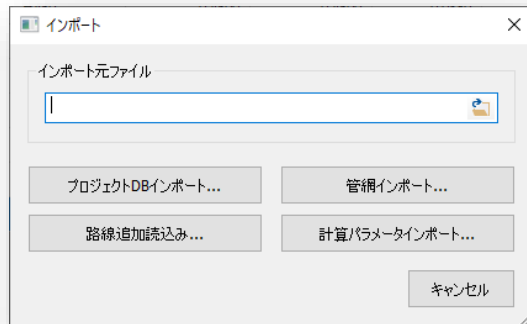 インポート
インポート元ファイル
プロジェクトDBインポート...
管網インポート...
路線追加読込み...
計算パラメータインポート...
キャンセル